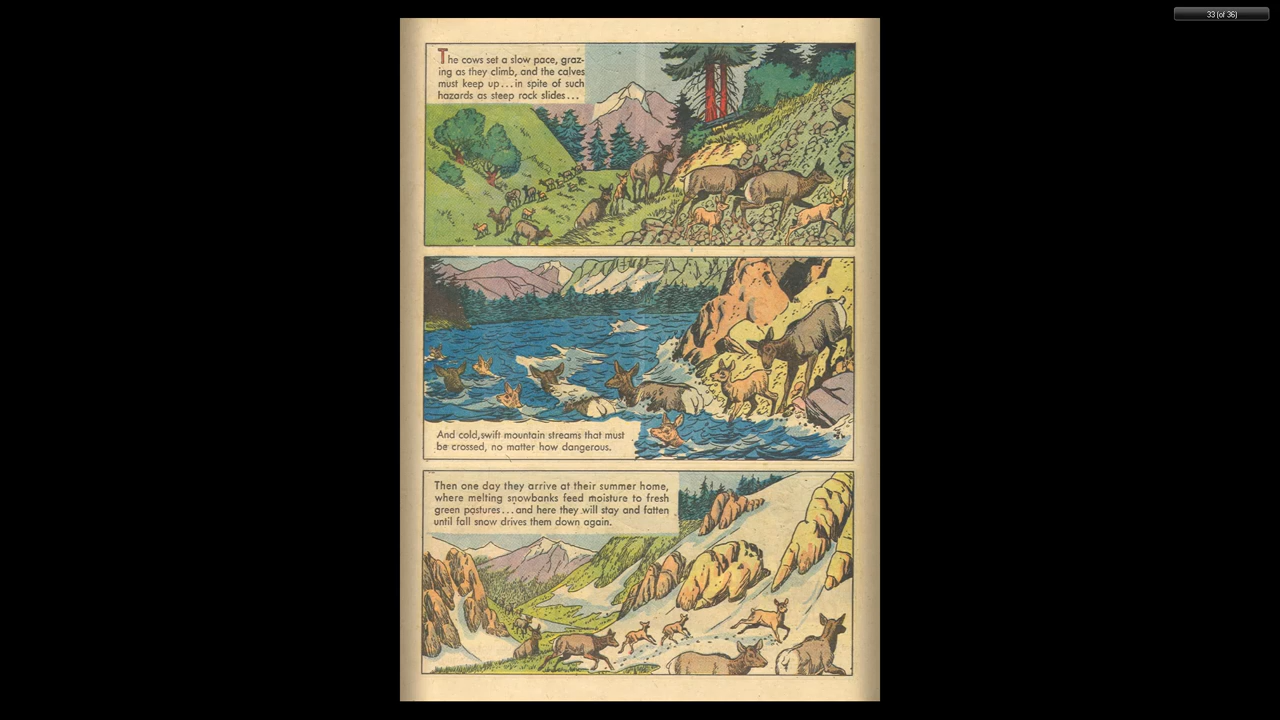 33 (of 36)
The cows set a slow pace, graz-
ing as they climb, and the calves
must keep up...in spite of such
hazards as steep rock slides...
And cold, swift mountain streams that must
be crossed, no matter how dangerous.
Then one day they arrive at their summer home,
where melting snowbanks feed moisture to fresh
green pastures...and here they will stay and fatten
until fall snow drives them down again.